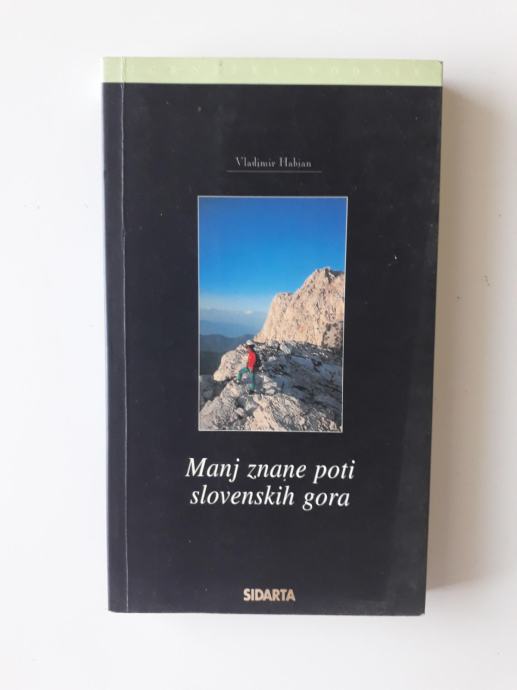 Vladimir Habjan
Manj znane poti
slovenskih gora
SIDARTA